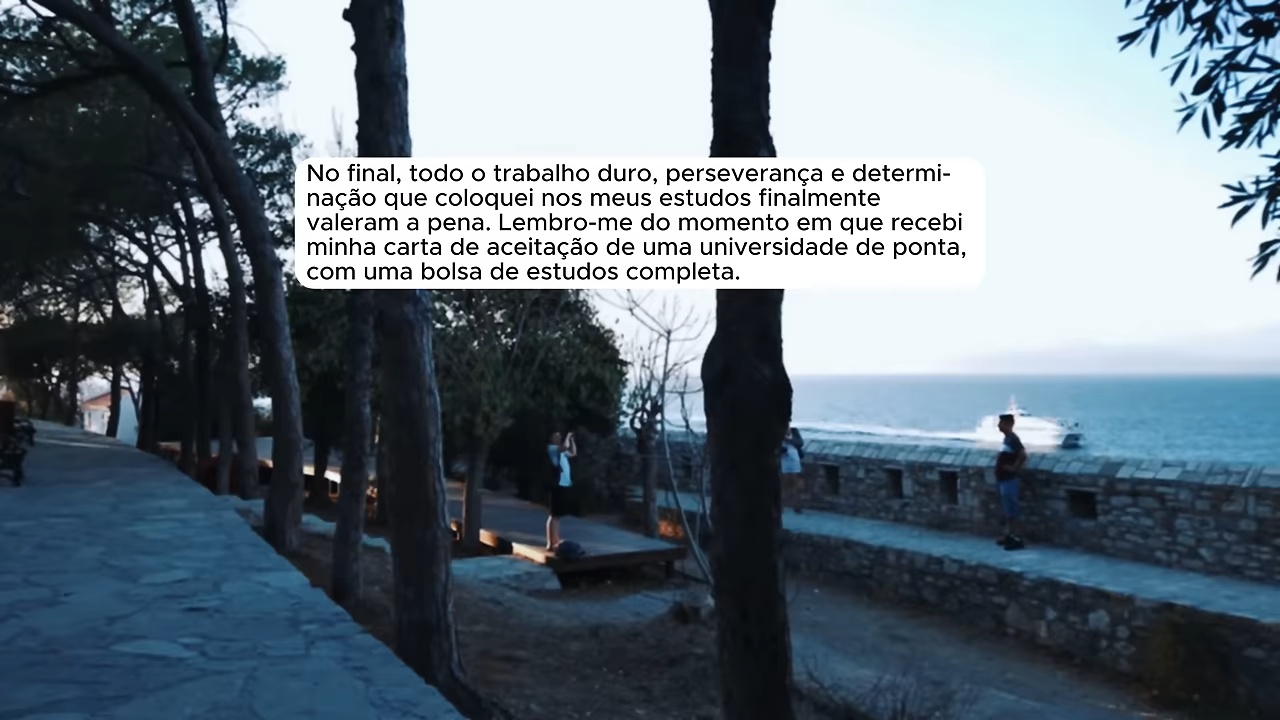 No final, todo o trabalho duro, perseverança e determi-
nação que coloquei nos meus estudos finalmente
valeram a pena. Lembro-me do momento em que recebi
minha carta de aceitação de uma universidade de ponta,
com uma bolsa de estudos completa.